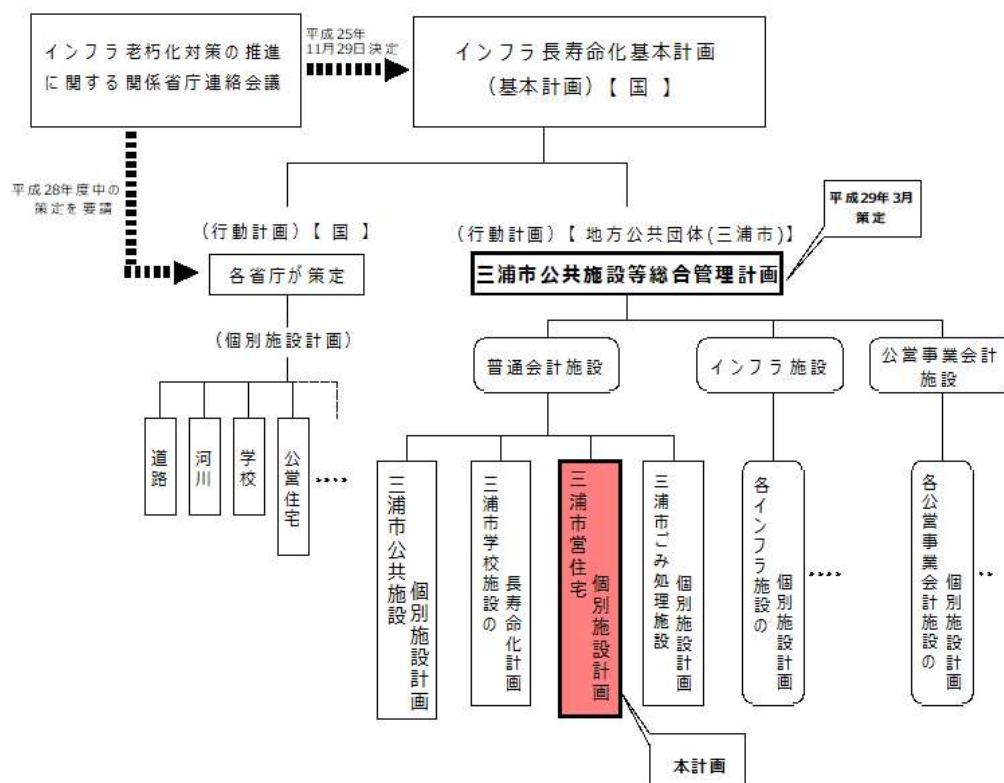 インフラ老朽化対策の推進
に関する関係省庁連絡会議
平成25年
11月29日決定
インフラ長寿命化基本計画
(基本計画)【 国 】
平成28年度中の
策定を要請
平成29年3月
策定
(行動計画)【 国 】
(行動計画)【 地方公共団体(三浦市)】
各省庁が策定
三浦市公共施設等総合管理計画
(個別施設計画)
普通会計施設
インフラ施設
公営事業会計
施設
道路
河川
学校
公営住宅
‥‥
三浦市公共施設
個別施設計画
三浦市学校施設の
長寿命化計画
三浦市営住宅
個別施設計画
三浦市ごみ処理施設
個別施設計画
各インフラ施設の
個別施設計画
‥‥
各公営事業会計施設の
個別施設計画
‥
本計画